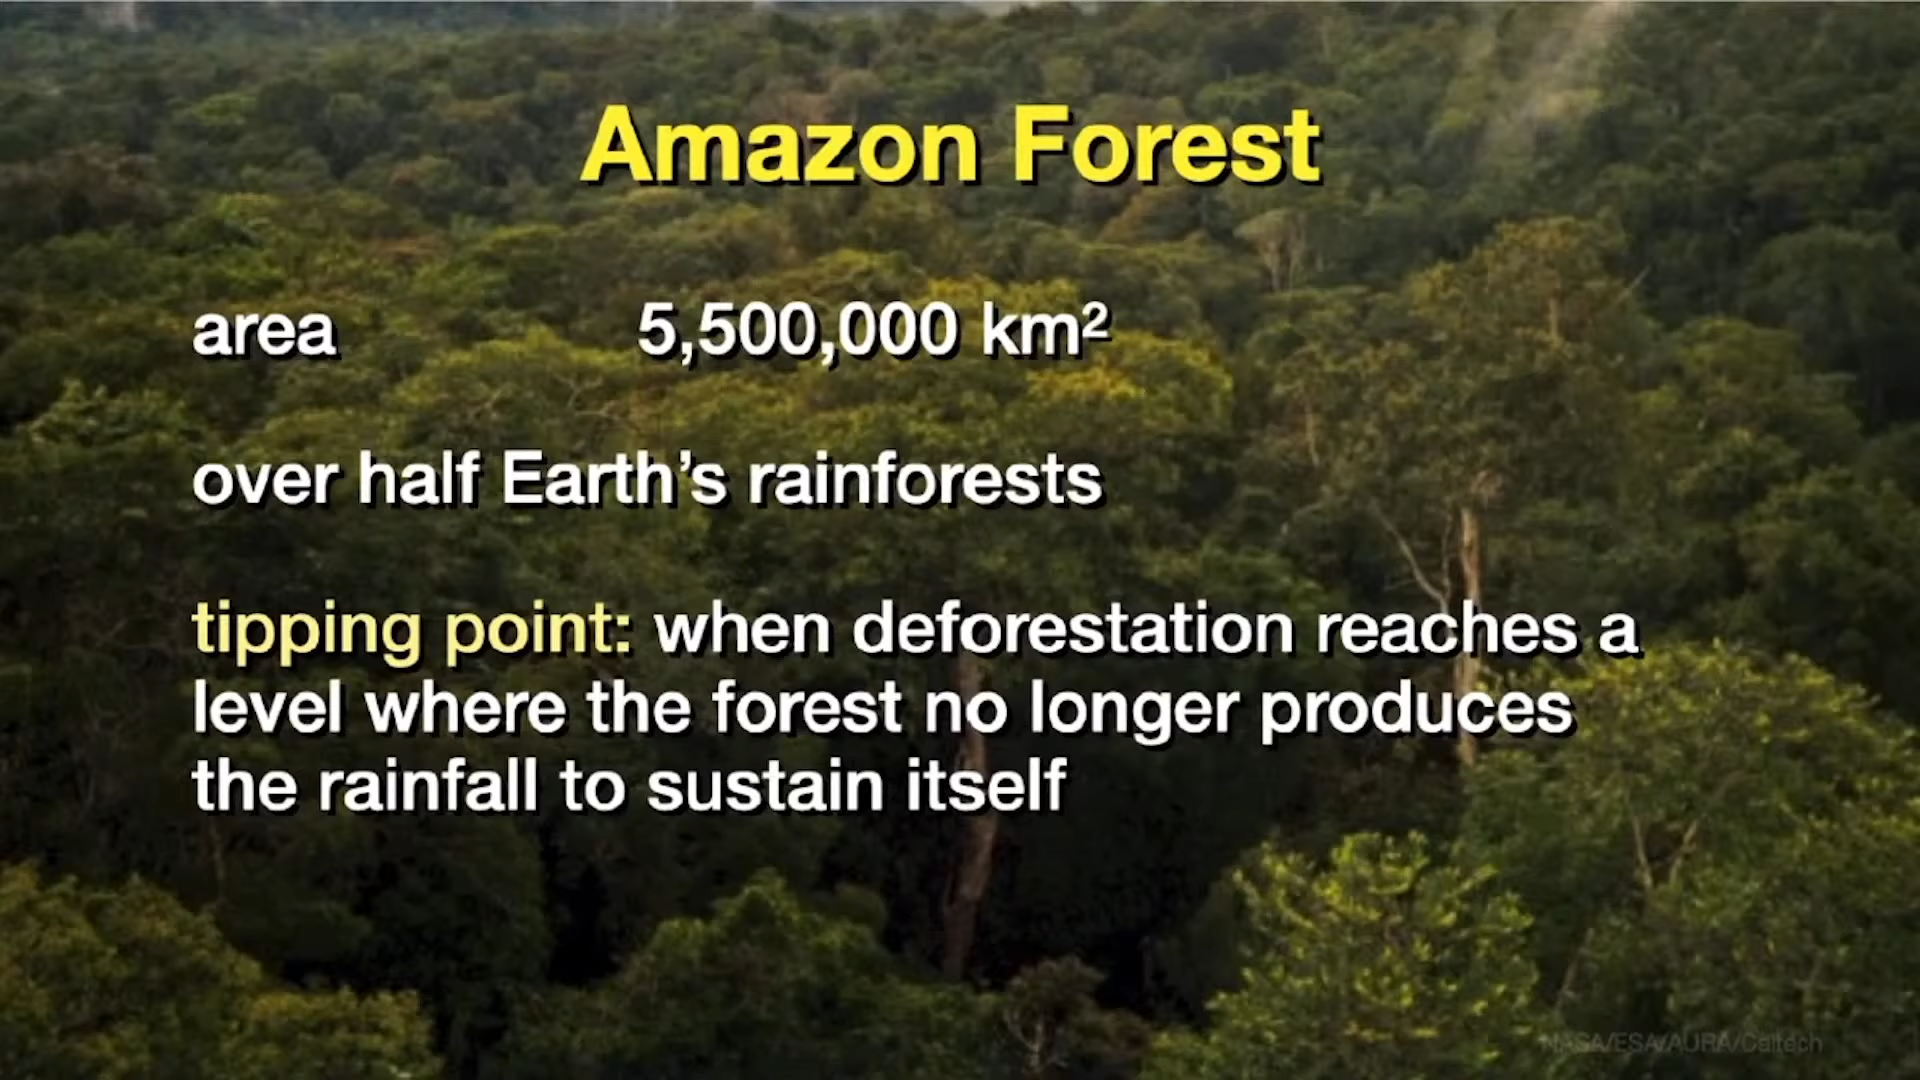 Amazon Forest
area 5,500,000 km²
over half Earth’s rainforests
tipping point: when deforestation reaches a
level where the forest no longer produces
the rainfall to sustain itself
NASA/ESA/AURA/Caltech